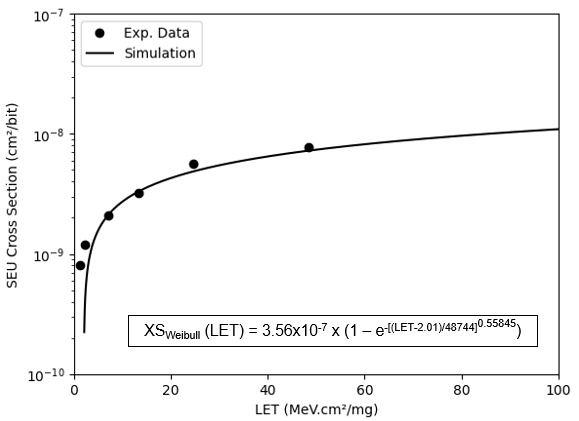 10⁻⁷
Exp. Data
Simulation
10⁻⁸
SEU Cross Section (cm²/bit)
10⁻⁹
XS_Weibull (LET) = 3.56x10⁻⁷ x (1 – e^-[(LET-2.01)/48744]^0.55845)
10⁻¹⁰
0 20 40 60 80 100
LET (MeV.cm²/mg)